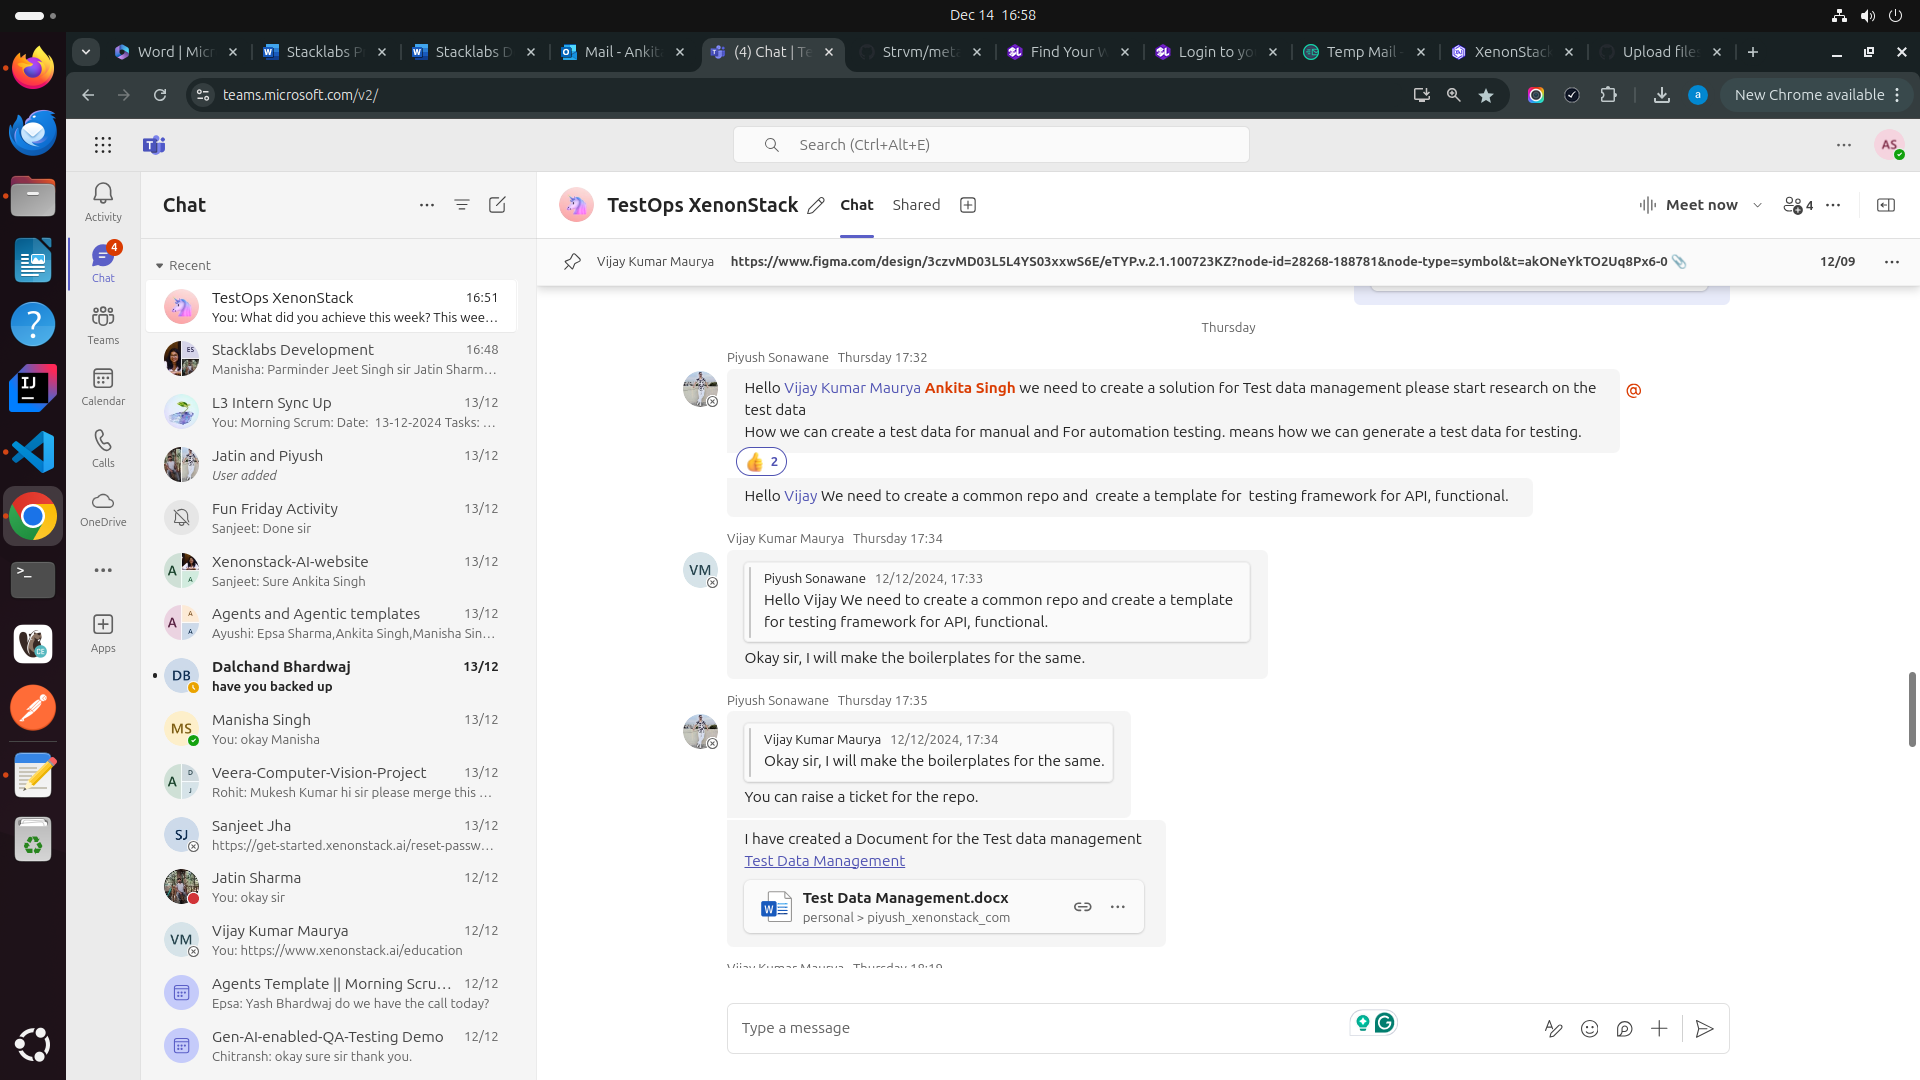 Dec 14 16:58
Word | Micr
Stacklabs P
Stacklabs D
Mail - Ankita
(4) Chat | Te
Strvm/meta
Find Your W
Login to yo
Temp Mail -
XenonStack
Upload files
teams.microsoft.com/v2/
a
New Chrome available
Search (Ctrl+Alt+E)
AS
Activity
4
Chat
Teams
Calendar
Calls
OneDrive
Apps
Chat
Recent
TestOps XenonStack 16:51
You: What did you achieve this week? This wee...
Stacklabs Development 16:48
Manisha: Parminder Jeet Singh sir Jatin Sharm...
L3 Intern Sync Up 13/12
You: Morning Scrum: Date: 13-12-2024 Tasks: ...
Jatin and Piyush 13/12
User added
Fun Friday Activity 13/12
Sanjeet: Done sir
Xenonstack-AI-website 13/12
Sanjeet: Sure Ankita Singh
Agents and Agentic templates 13/12
Ayushi: Epsa Sharma,Ankita Singh,Manisha Sin...
DB
Dalchand Bhardwaj 13/12
have you backed up
MS
Manisha Singh 13/12
You: okay Manisha
Veera-Computer-Vision-Project 13/12
Rohit: Mukesh Kumar hi sir please merge this ...
SJ
Sanjeet Jha 13/12
https://get-started.xenonstack.ai/reset-passw...
Jatin Sharma 12/12
You: okay sir
VM
Vijay Kumar Maurya 12/12
You: https://www.xenonstack.ai/education
Agents Template || Morning Scru... 12/12
Epsa: Yash Bhardwaj do we have the call today?
Gen-AI-enabled-QA-Testing Demo 12/12
Chitransh: okay sure sir thank you.
TestOps XenonStack
Chat
Shared
Meet now
4
Vijay Kumar Maurya https://www.figma.com/design/3czvMD03L5L4YS03xxwS6E/eTYP.v.2.1.100723KZ?node-id=28268-188781&node-type=symbol&t=akONeYkTO2Uq8Px6-0 12/09
Thursday
Piyush Sonawane Thursday 17:32
Hello Vijay Kumar Maurya Ankita Singh we need to create a solution for Test data management please start research on the
test data
How we can create a test data for manual and For automation testing. means how we can generate a test data for testing.
@
2
Hello Vijay We need to create a common repo and create a template for testing framework for API, functional.
Vijay Kumar Maurya Thursday 17:34
VM
Piyush Sonawane 12/12/2024, 17:33
Hello Vijay We need to create a common repo and create a template
for testing framework for API, functional.
Okay sir, I will make the boilerplates for the same.
Piyush Sonawane Thursday 17:35
Vijay Kumar Maurya 12/12/2024, 17:34
Okay sir, I will make the boilerplates for the same.
You can raise a ticket for the repo.
I have created a Document for the Test data management
Test Data Management
Test Data Management.docx
personal > piyush_xenonstack_com
Vijay Kumar Maurya Thursday 18:19
Type a message